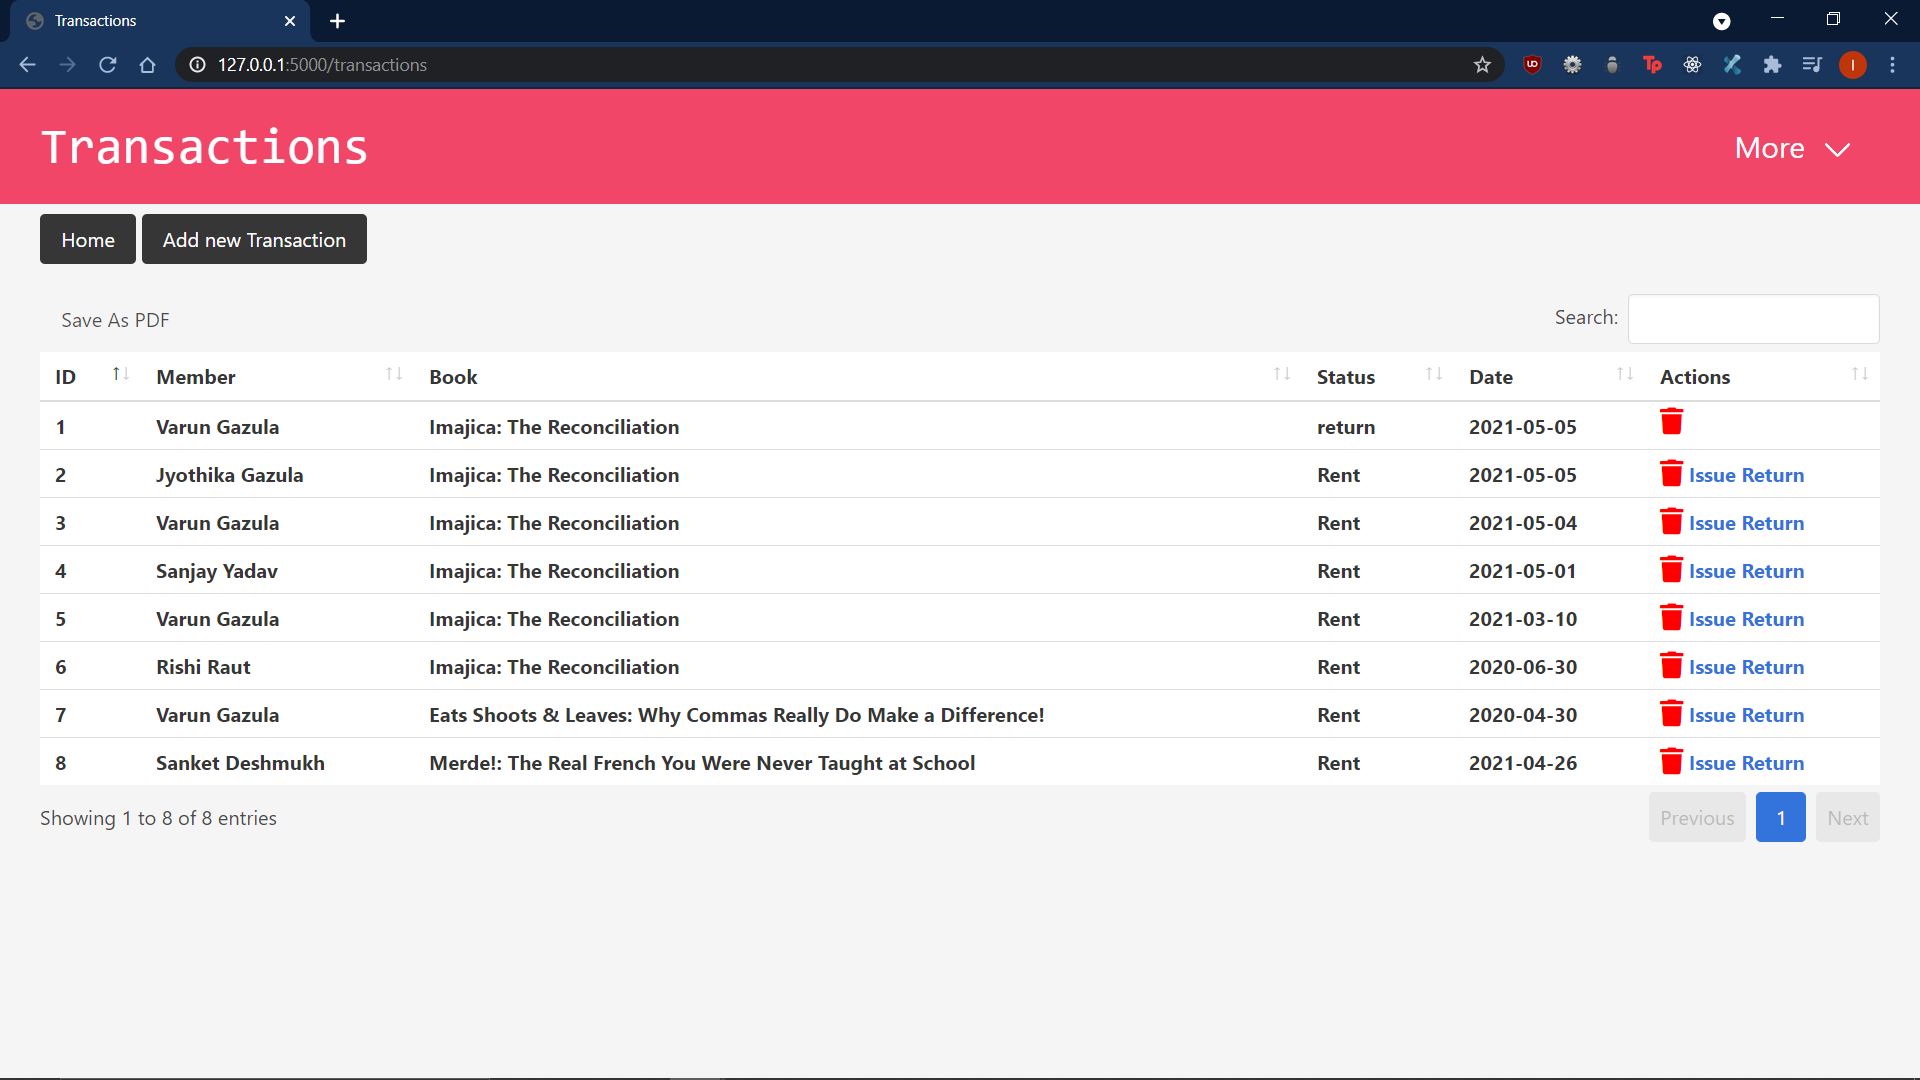 Transactions
127.0.0.1:5000/transactions
Transactions
More
Home
Add new Transaction
Save As PDF
Search:
ID Member Book Status Date Actions
1 Varun Gazula Imajica: The Reconciliation return 2021-05-05
2 Jyothika Gazula Imajica: The Reconciliation Rent 2021-05-05 Issue Return
3 Varun Gazula Imajica: The Reconciliation Rent 2021-05-04 Issue Return
4 Sanjay Yadav Imajica: The Reconciliation Rent 2021-05-01 Issue Return
5 Varun Gazula Imajica: The Reconciliation Rent 2021-03-10 Issue Return
6 Rishi Raut Imajica: The Reconciliation Rent 2020-06-30 Issue Return
7 Varun Gazula Eats Shoots & Leaves: Why Commas Really Do Make a Difference! Rent 2020-04-30 Issue Return
8 Sanket Deshmukh Merde!: The Real French You Were Never Taught at School Rent 2021-04-26 Issue Return
Showing 1 to 8 of 8 entries
Previous 1 Next